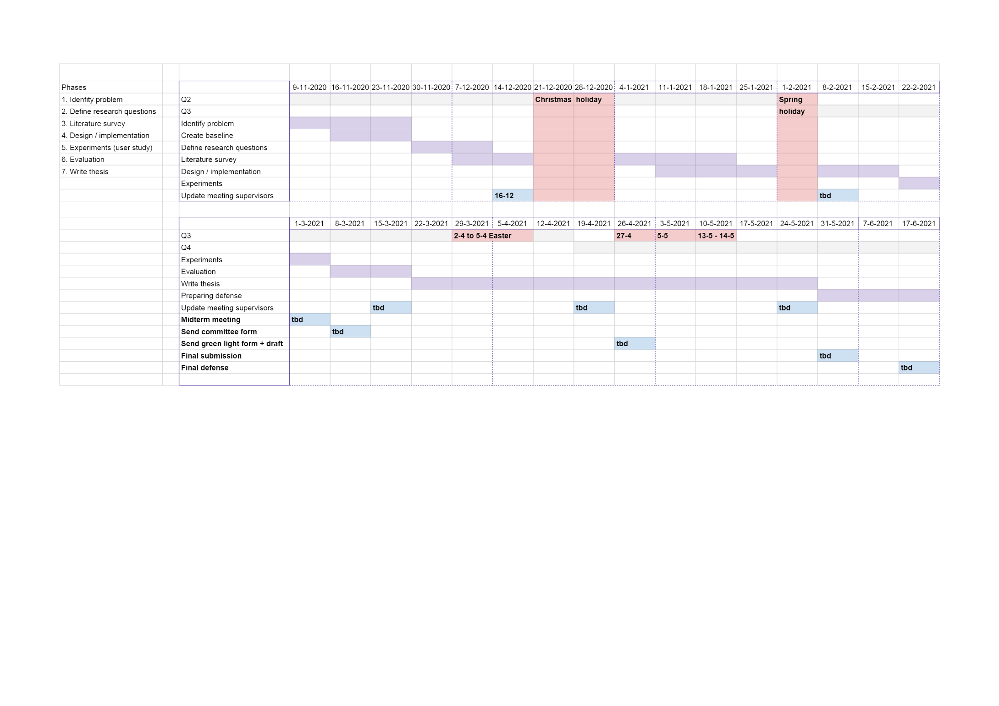 Phases 9-11-2020 16-11-2020 23-11-2020 30-11-2020 7-12-2020 14-12-2020 21-12-2020 28-12-2020 4-1-2021 11-1-2021 18-1-2021 25-1-2021 1-2-2021 8-2-2021 15-2-2021 22-2-2021
1. Idenfity problem Q2 Christmas holiday Spring
2. Define research questions Q3 holiday
3. Literature survey Identify problem
4. Design / implementation Create baseline
5. Experiments (user study) Define research questions
6. Evaluation Literature survey
7. Write thesis Design / implementation
Experiments
Update meeting supervisors 16-12 tbd
1-3-2021 8-3-2021 15-3-2021 22-3-2021 29-3-2021 5-4-2021 12-4-2021 19-4-2021 26-4-2021 3-5-2021 10-5-2021 17-5-2021 24-5-2021 31-5-2021 7-6-2021 17-6-2021
Q3 2-4 to 5-4 Easter 27-4 5-5 13-5 - 14-5
Q4
Experiments
Evaluation
Write thesis
Preparing defense
Update meeting supervisors tbd tbd tbd
Midterm meeting tbd
Send committee form tbd
Send green light form + draft tbd
Final submission tbd
Final defense tbd